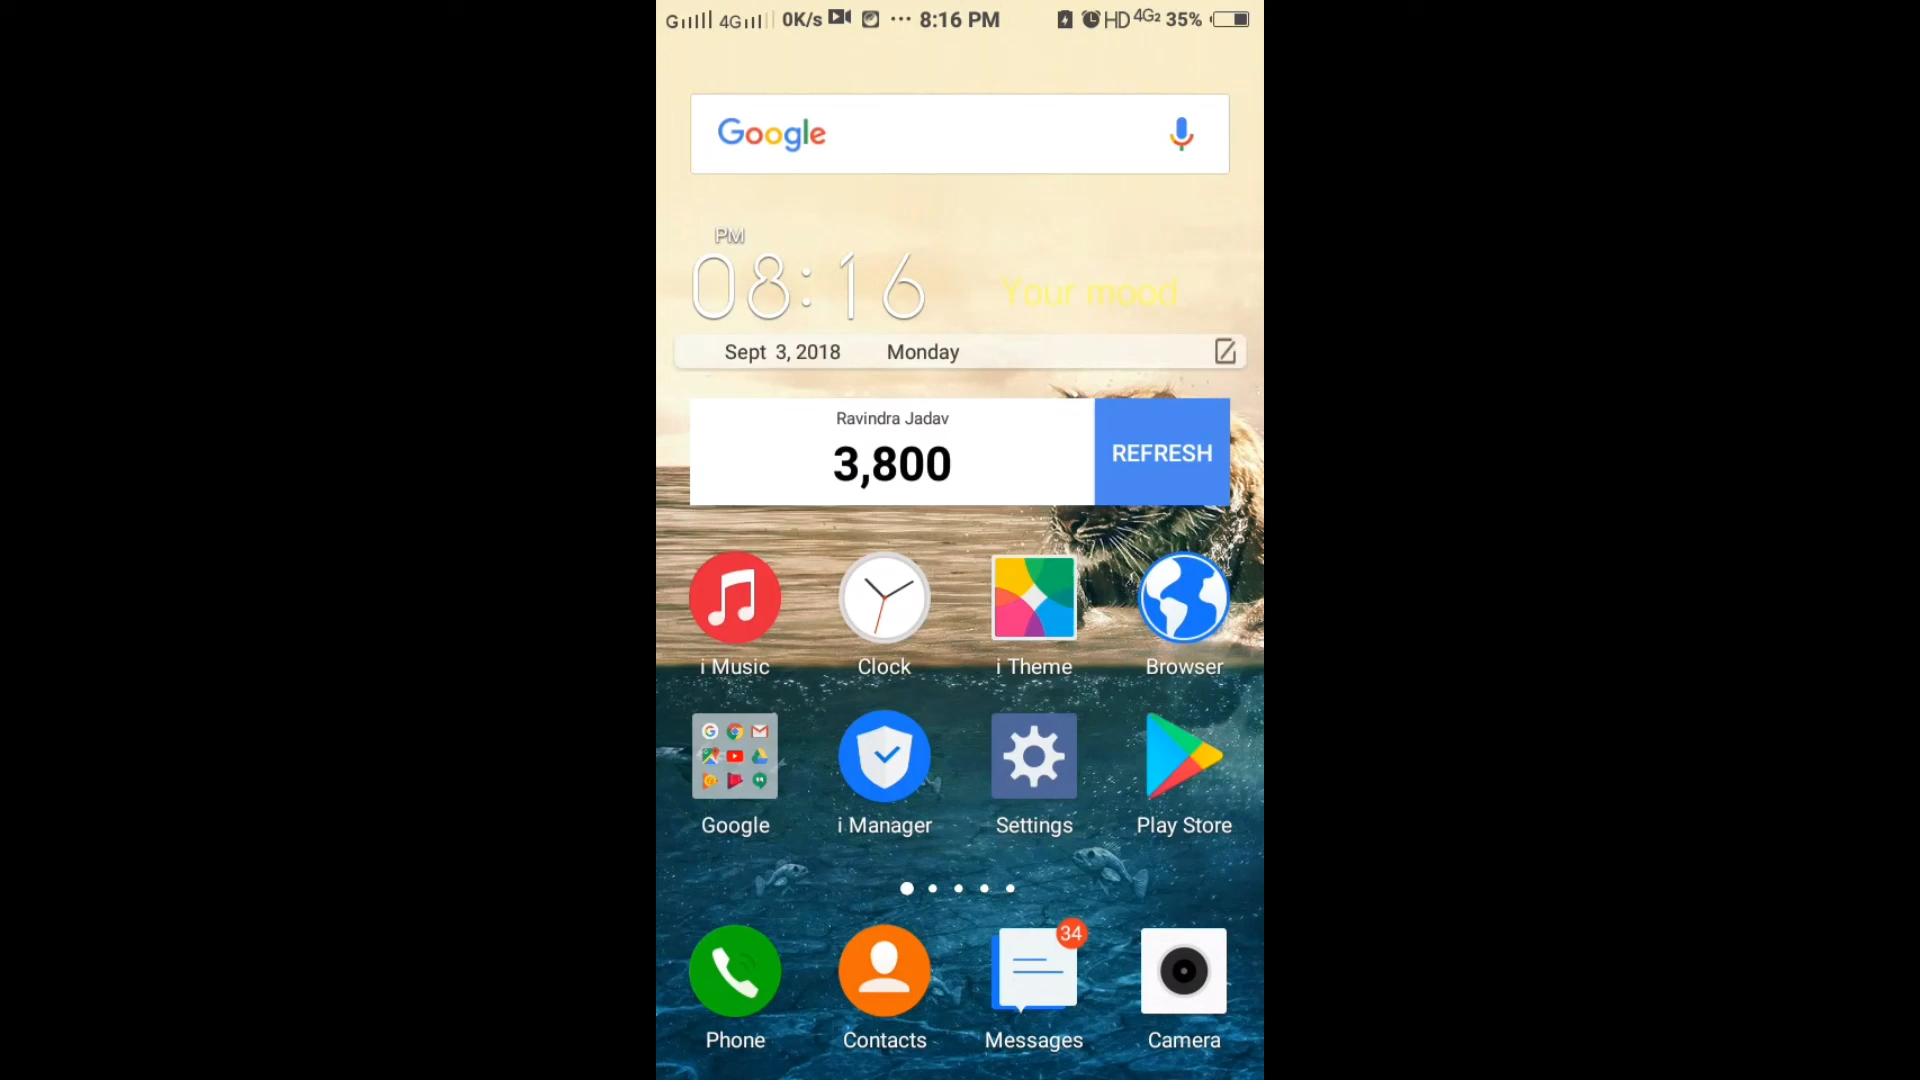 G 4G 0K/s ... 8:16 PM HD 4G2 35%
Google
PM
08:16
Your mood
Sept 3, 2018 Monday
Ravindra Jadav
3,800
REFRESH
i Music Clock i Theme Browser
Google i Manager Settings Play Store
34
Phone Contacts Messages Camera